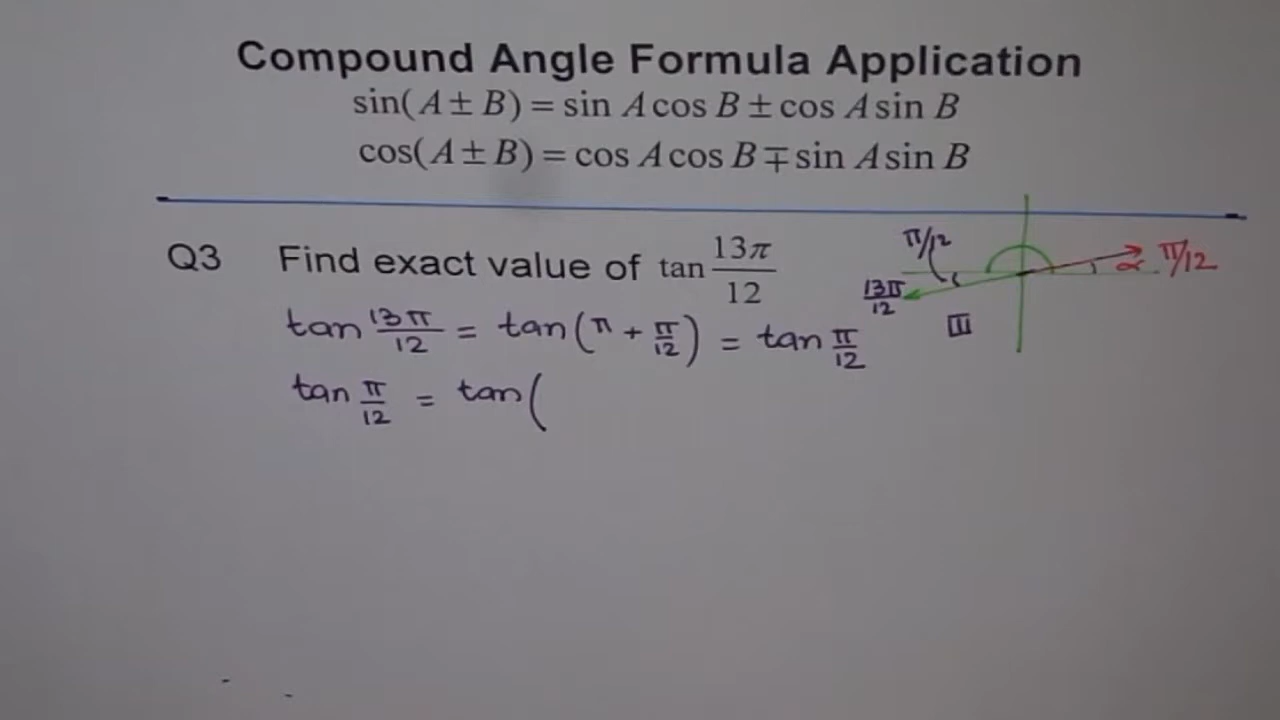 Compound Angle Formula Application
sin(A ± B) = sin A cos B ± cos A sin B
cos(A ± B) = cos A cos B ∓ sin A sin B
Q3 Find exact value of tan 13π/12
π/12
α π/12
13π/12
III
tan 13π/12 = tan(π + π/12) = tan π/12
tan π/12 = tan(